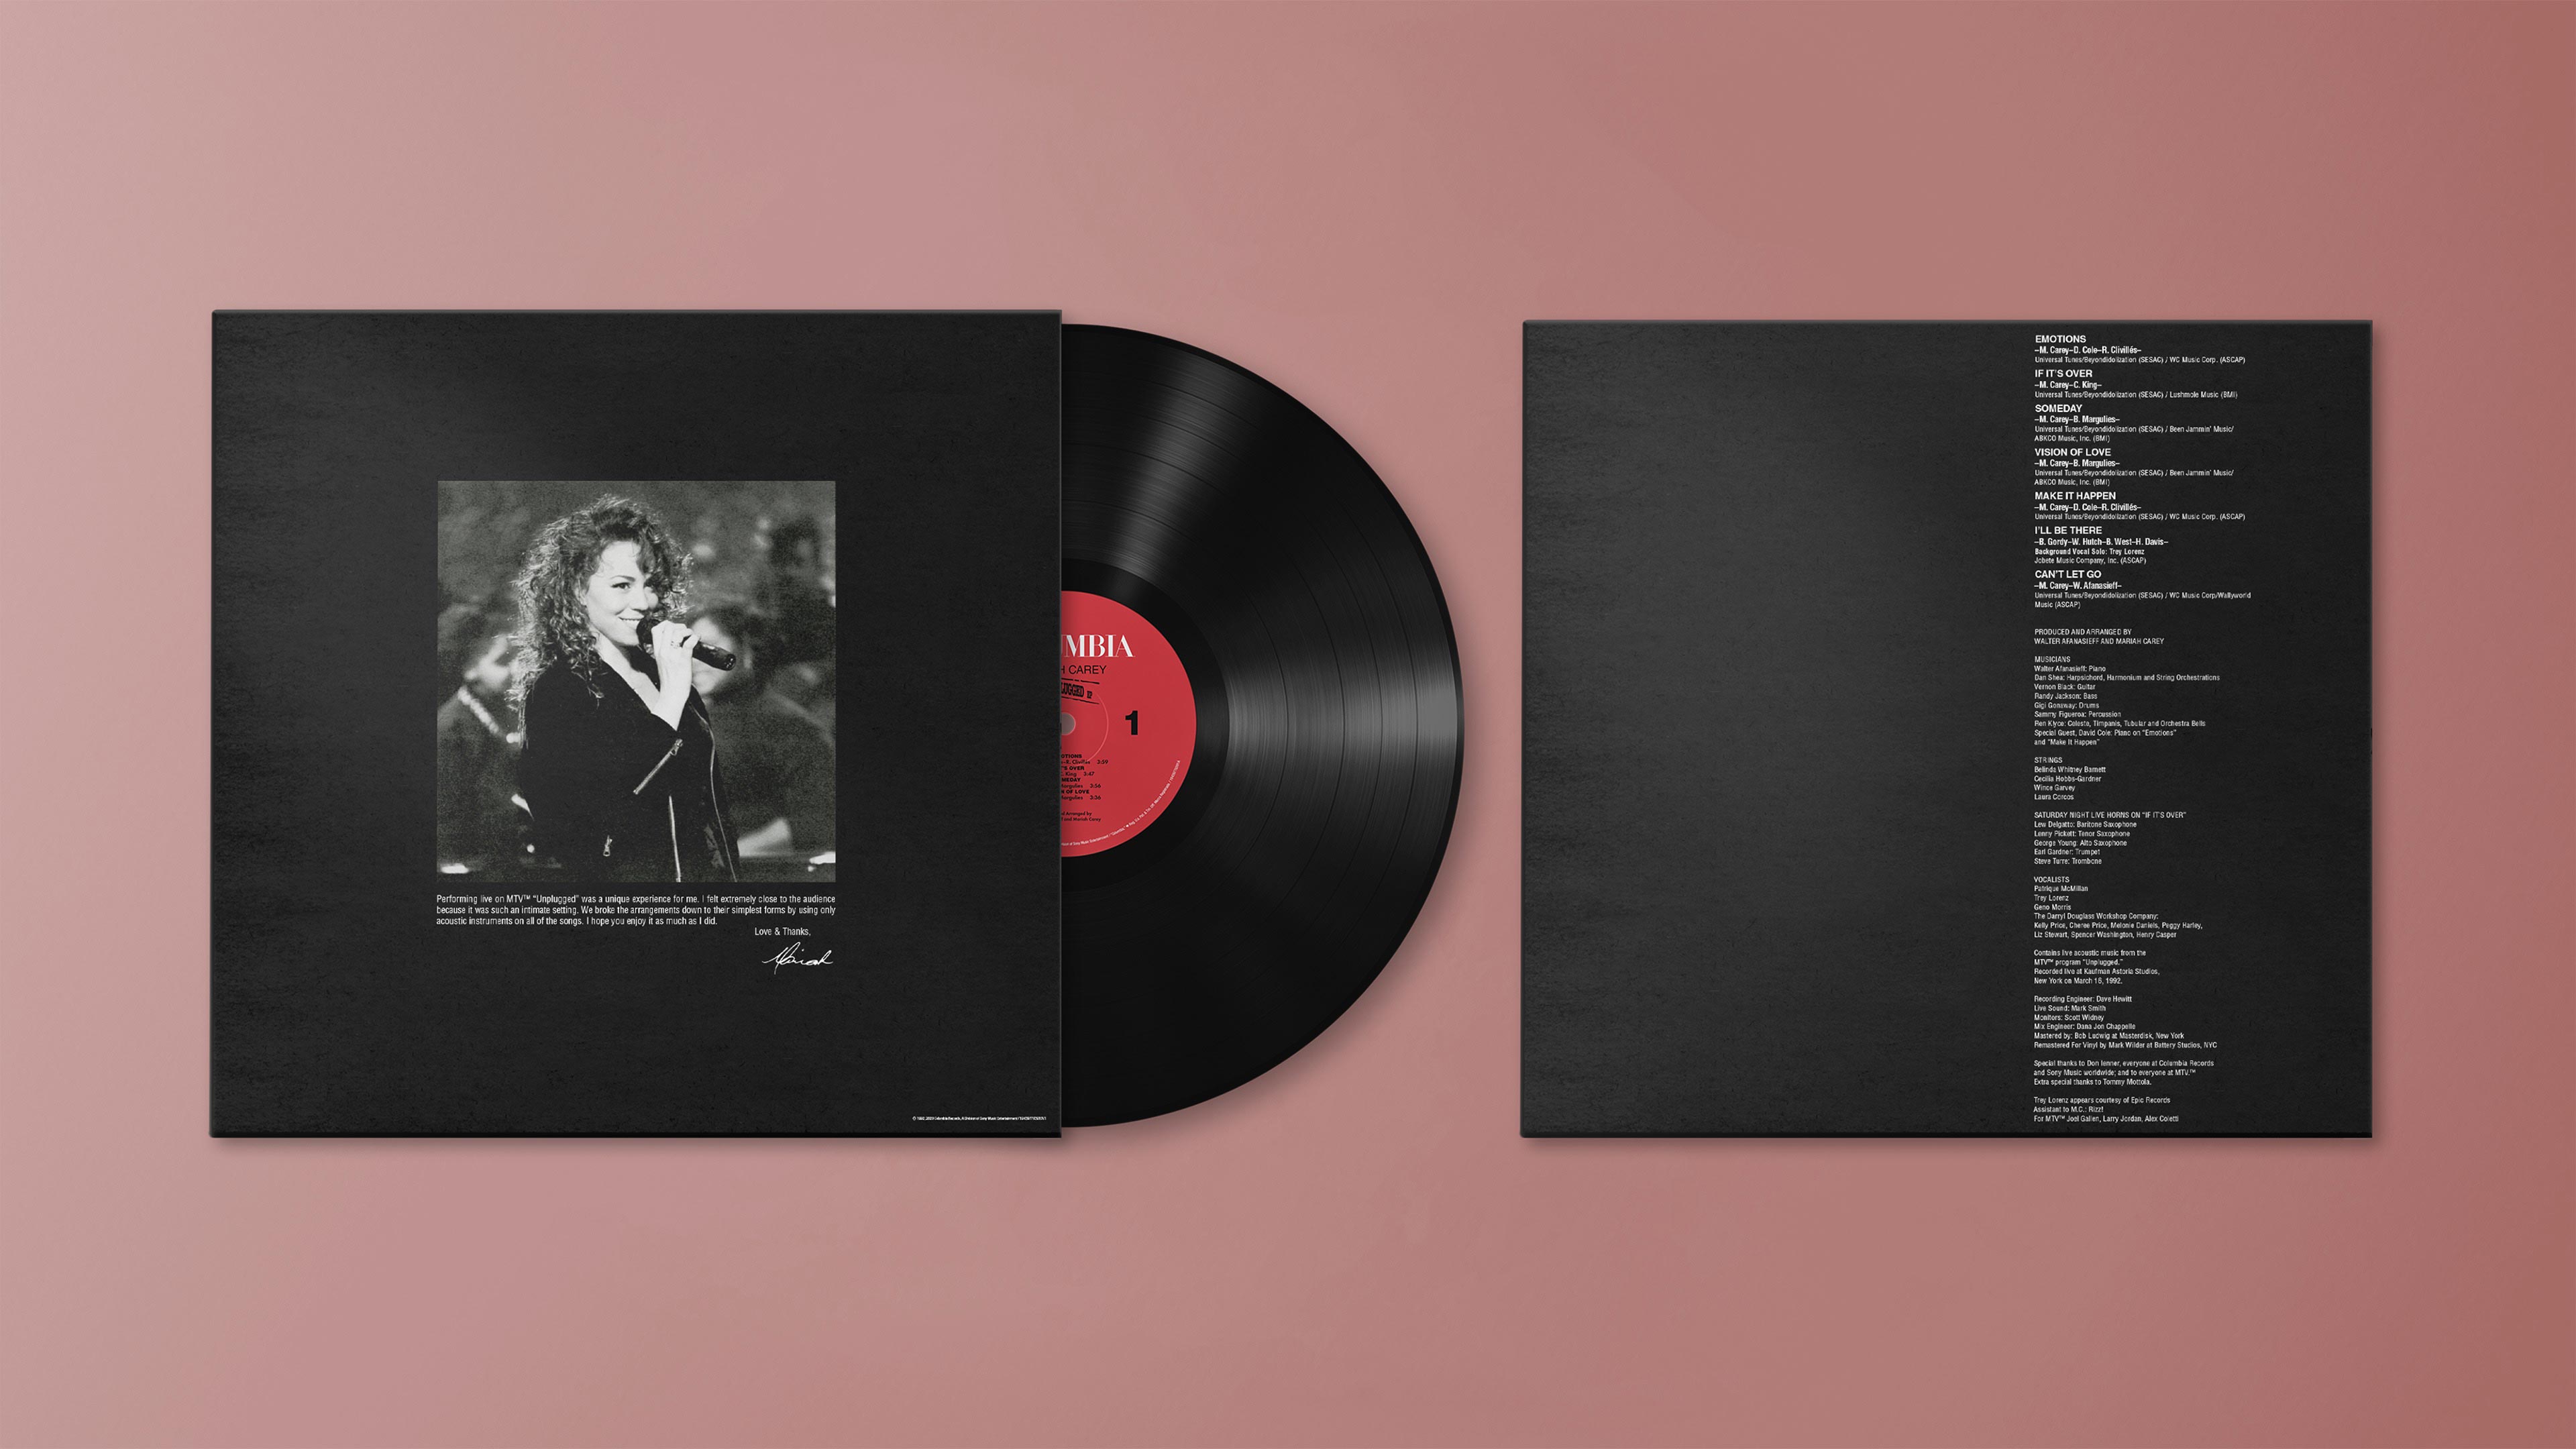 Performing live on MTV™ “Unplugged” was a unique experience for me. I felt extremely close to the audience
because it was such an intimate setting. We broke the arrangements down to their simplest forms by using only
acoustic instruments on all of the songs. I hope you enjoy it as much as I did.
Love & Thanks,
Mariah
MBIA
H CAREY
1
EMOTIONS
–M. Carey–D. Cole–R. Clivillés–
Universal Tunes/Beyondidolization (SESAC) / WC Music Corp. (ASCAP)
IF IT’S OVER
–M. Carey–C. King–
Universal Tunes/Beyondidolization (SESAC) / Lushmole Music (BMI)
SOMEDAY
–M. Carey–B. Margulies–
Universal Tunes/Beyondidolization (SESAC) / Been Jammin’ Music/
ABKCO Music, Inc. (BMI)
VISION OF LOVE
–M. Carey–B. Margulies–
Universal Tunes/Beyondidolization (SESAC) / Been Jammin’ Music/
ABKCO Music, Inc. (BMI)
MAKE IT HAPPEN
–M. Carey–D. Cole–R. Clivillés–
Universal Tunes/Beyondidolization (SESAC) / WC Music Corp. (ASCAP)
I’LL BE THERE
–B. Gordy–W. Hutch–B. West–H. Davis–
Background Vocal Solo: Trey Lorenz
Jobete Music Company, Inc. (ASCAP)
CAN’T LET GO
–M. Carey–W. Afanasieff–
Universal Tunes/Beyondidolization (SESAC) / WC Music Corp/Wallyworld
Music (ASCAP)
PRODUCED AND ARRANGED BY
WALTER AFANASIEFF AND MARIAH CAREY
MUSICIANS
Walter Afanasieff: Piano
Dan Shea: Harpsichord, Harmonium and String Orchestrations
Vernon Black: Guitar
Randy Jackson: Bass
Gigi Gonaway: Drums
Sammy Figueroa: Percussion
Ren Klyce: Celeste, Timpanis, Tubular and Orchestra Bells
Special Guest, David Cole: Piano on “Emotions”
and “Make It Happen”
STRINGS
Belinda Whitney Barnett
Cecilia Hobbs-Gardner
Wince Garvey
Laura Corcos
SATURDAY NIGHT LIVE HORNS ON “IF IT’S OVER”
Lew Delgatto: Baritone Saxophone
Lenny Pickett: Tenor Saxophone
George Young: Alto Saxophone
Earl Gardner: Trumpet
Steve Turre: Trombone
VOCALISTS
Patrique McMillan
Trey Lorenz
Geno Morris
The Darryl Douglass Workshop Company:
Kelly Price, Cheree Price, Melonie Daniels, Peggy Harley,
Liz Stewart, Spencer Washington, Henry Casper
Contains live acoustic music from the
MTV™ program “Unplugged.”
Recorded live at Kaufman Astoria Studios,
New York on March 16, 1992.
Recording Engineer: Dave Hewitt
Live Sound: Mark Smith
Monitors: Scott Widney
Mix Engineer: Dana Jon Chappelle
Mastered by: Bob Ludwig at Masterdisk, New York
Remastered For Vinyl by Mark Wilder at Battery Studios, NYC
Special thanks to Don Ienner, everyone at Columbia Records
and Sony Music worldwide; and to everyone at MTV.™
Extra special thanks to Tommy Mottola.
Trey Lorenz appears courtesy of Epic Records
Assistant to M.C.: Rizz!
For MTV™ Joel Gallen, Larry Jordan, Alex Coletti